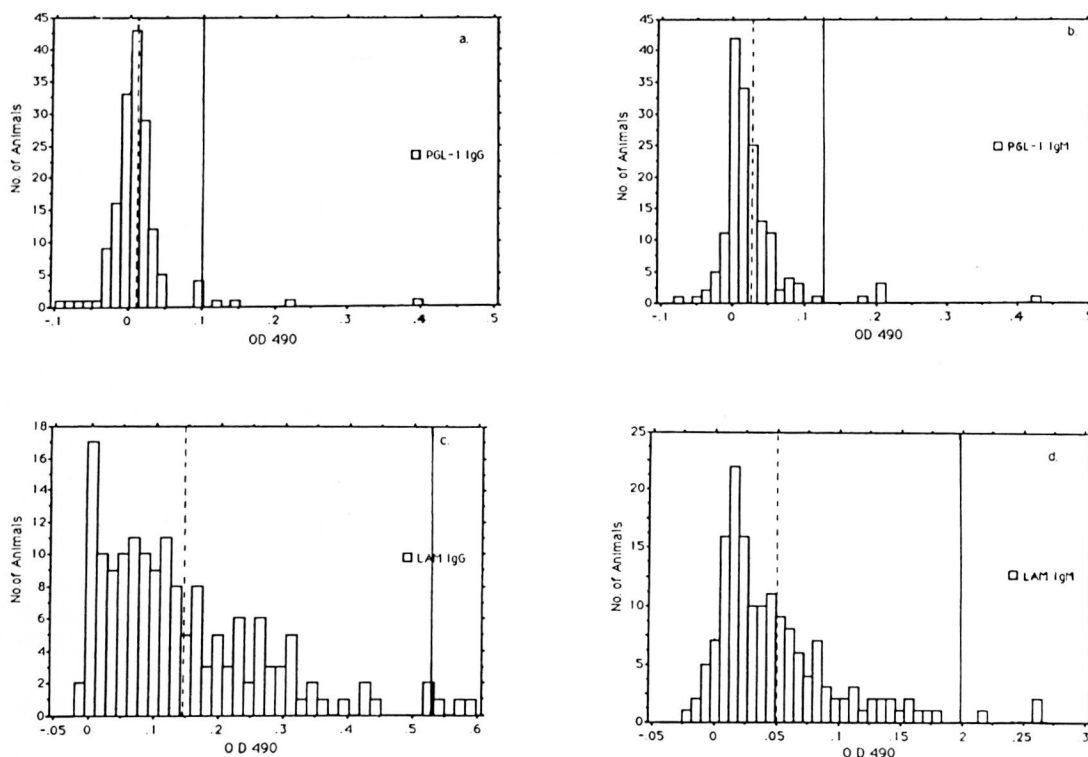 45
40
35
30
25
20
15
10
5
0
No. of Animals
a.
PGL-1 IgG
-.1 0 .1 .2 .3 .4 .5
OD 490
45
40
35
30
25
20
15
10
5
0
No. of Animals
b.
PGL-1 IgM
-.1 0 .1 .2 .3 .4
OD 490
18
16
14
12
10
8
6
4
2
0
No. of Animals
c.
LAM IgG
-.05 0 .1 .2 .3 .4 .5 .6
OD 490
25
20
15
10
5
0
No. of Animals
d.
LAM IgM
-.05 0 .05 .1 .15 .2 .25
OD 490